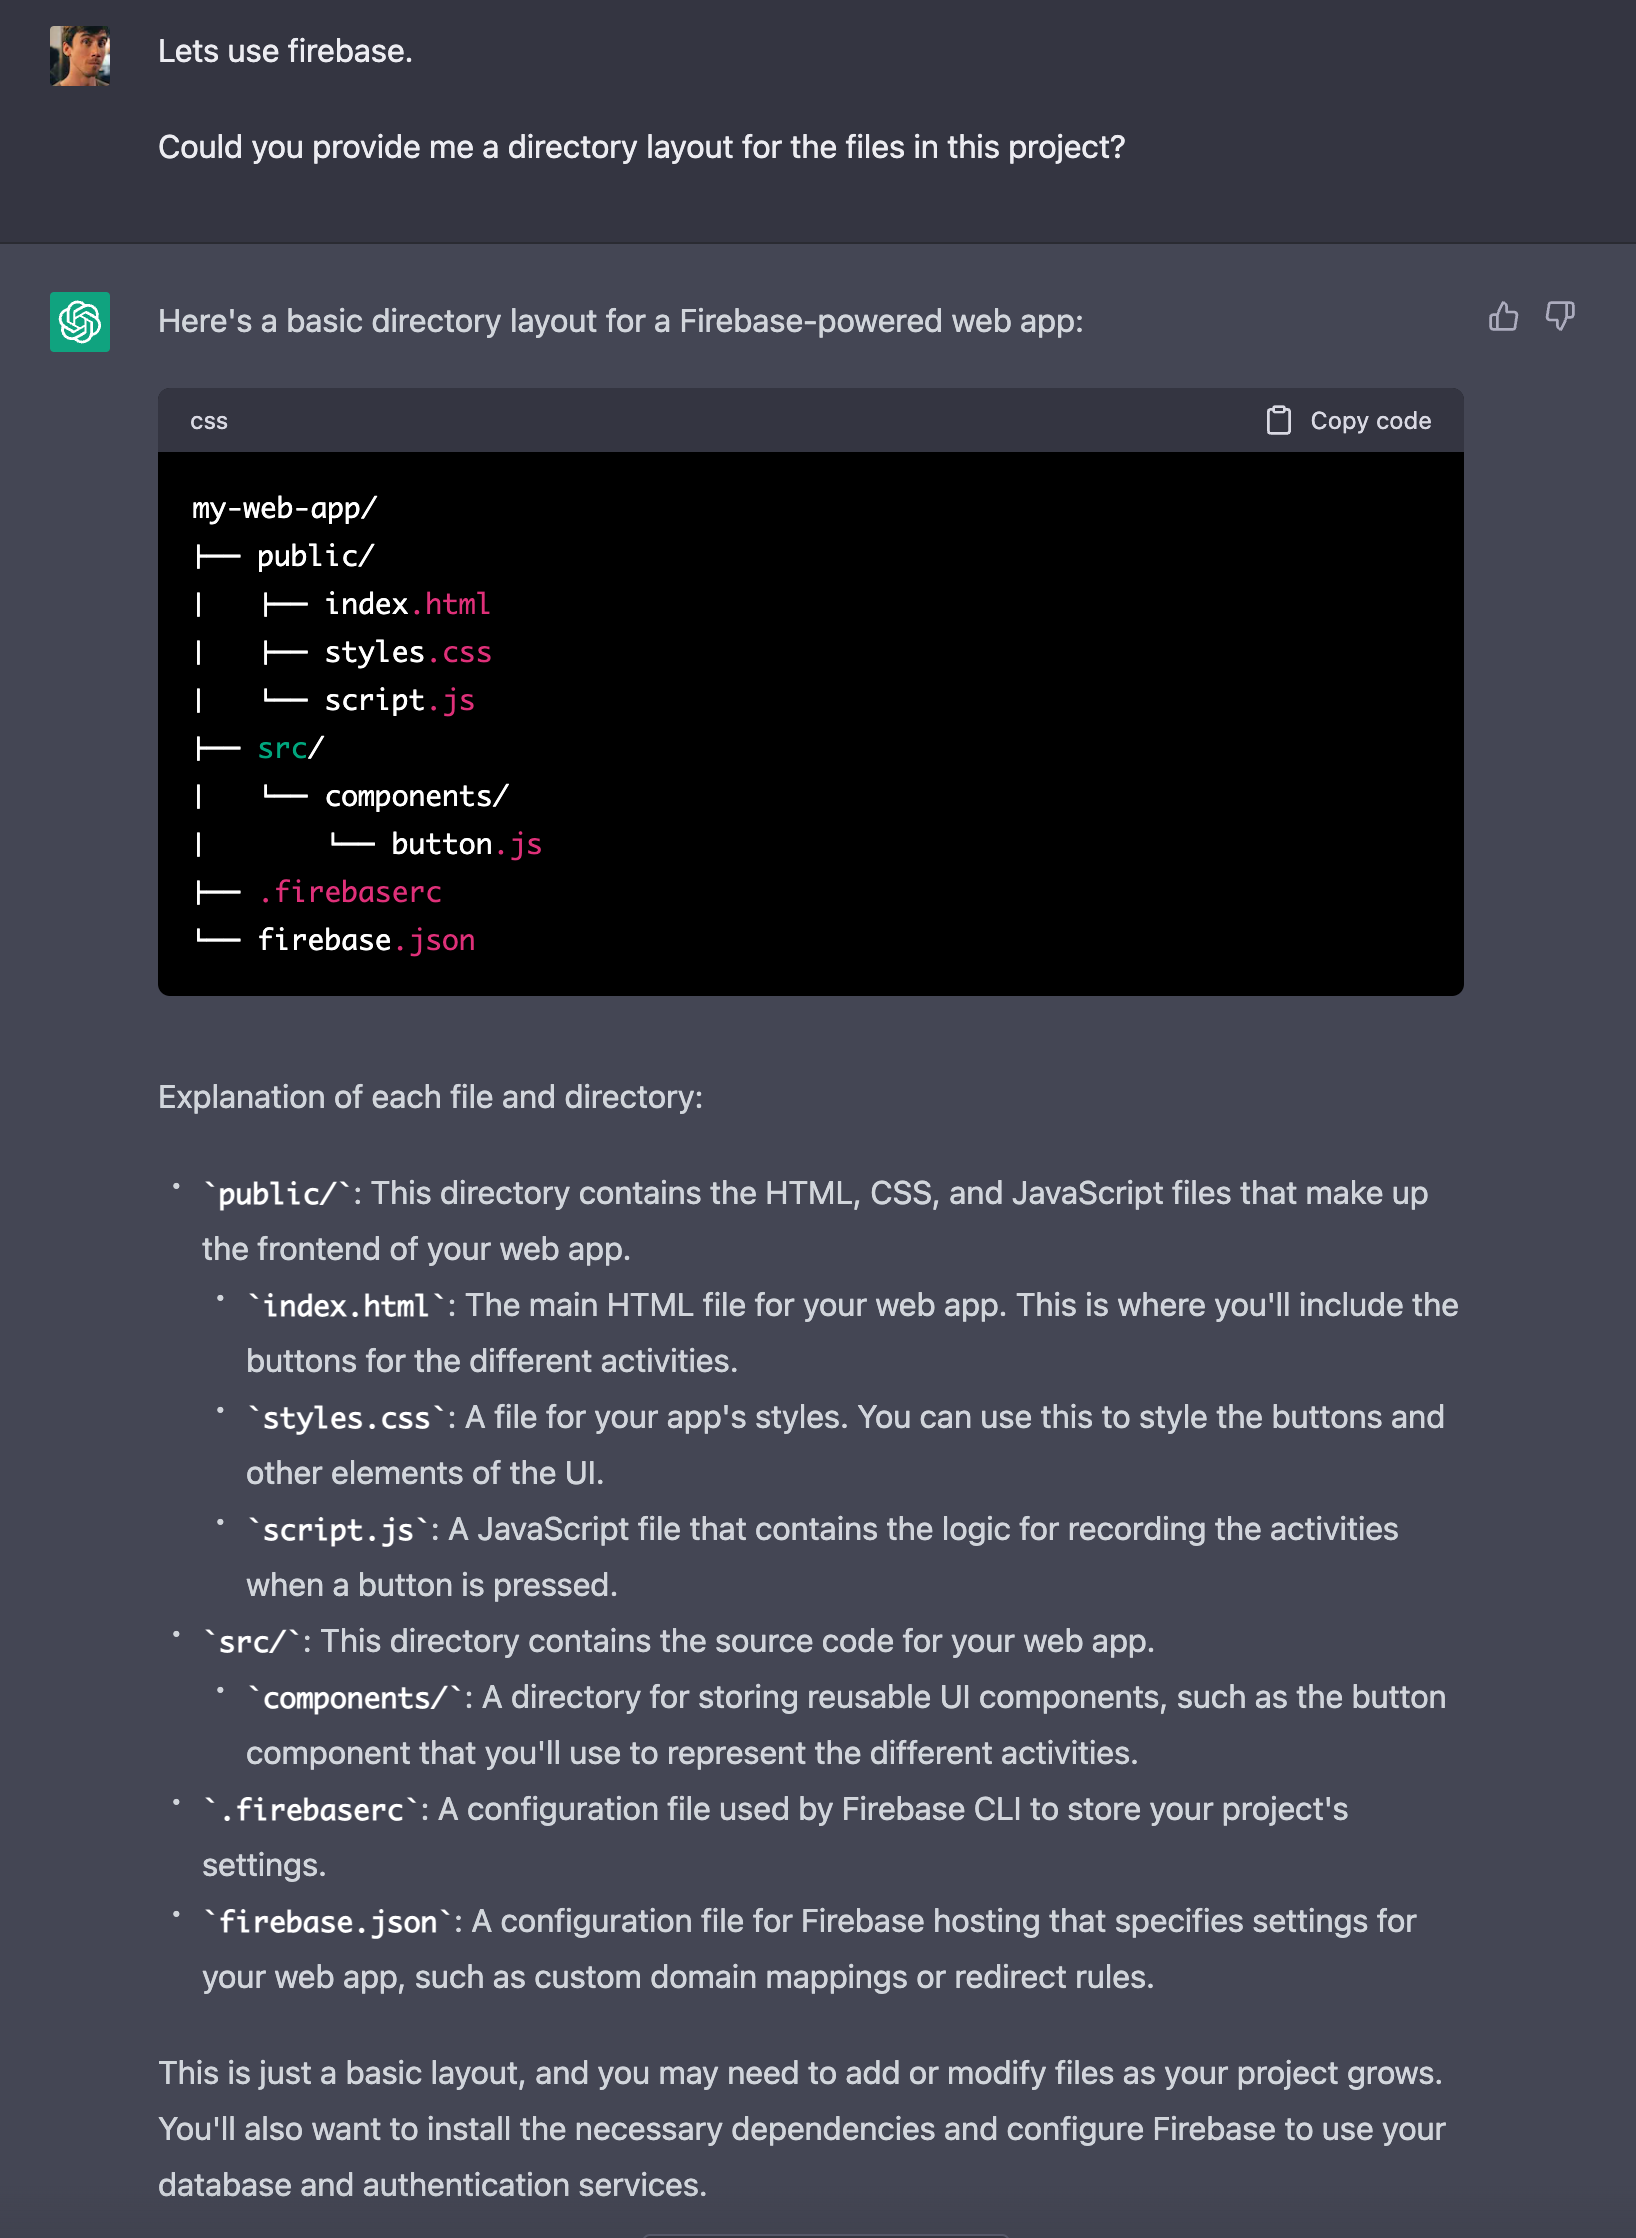 Lets use firebase.
Could you provide me a directory layout for the files in this project?
Here's a basic directory layout for a Firebase-powered web app:
css Copy code
my-web-app/
├── public/
|   ├── index.html
|   ├── styles.css
|   └── script.js
├── src/
|   └── components/
|       └── button.js
├── .firebaserc
└── firebase.json
Explanation of each file and directory:
• `public/`: This directory contains the HTML, CSS, and JavaScript files that make up
the frontend of your web app.
• `index.html`: The main HTML file for your web app. This is where you'll include the
buttons for the different activities.
• `styles.css`: A file for your app's styles. You can use this to style the buttons and
other elements of the UI.
• `script.js`: A JavaScript file that contains the logic for recording the activities
when a button is pressed.
• `src/`: This directory contains the source code for your web app.
• `components/`: A directory for storing reusable UI components, such as the button
component that you'll use to represent the different activities.
• `.firebaserc`: A configuration file used by Firebase CLI to store your project's
settings.
• `firebase.json`: A configuration file for Firebase hosting that specifies settings for
your web app, such as custom domain mappings or redirect rules.
This is just a basic layout, and you may need to add or modify files as your project grows.
You'll also want to install the necessary dependencies and configure Firebase to use your
database and authentication services.